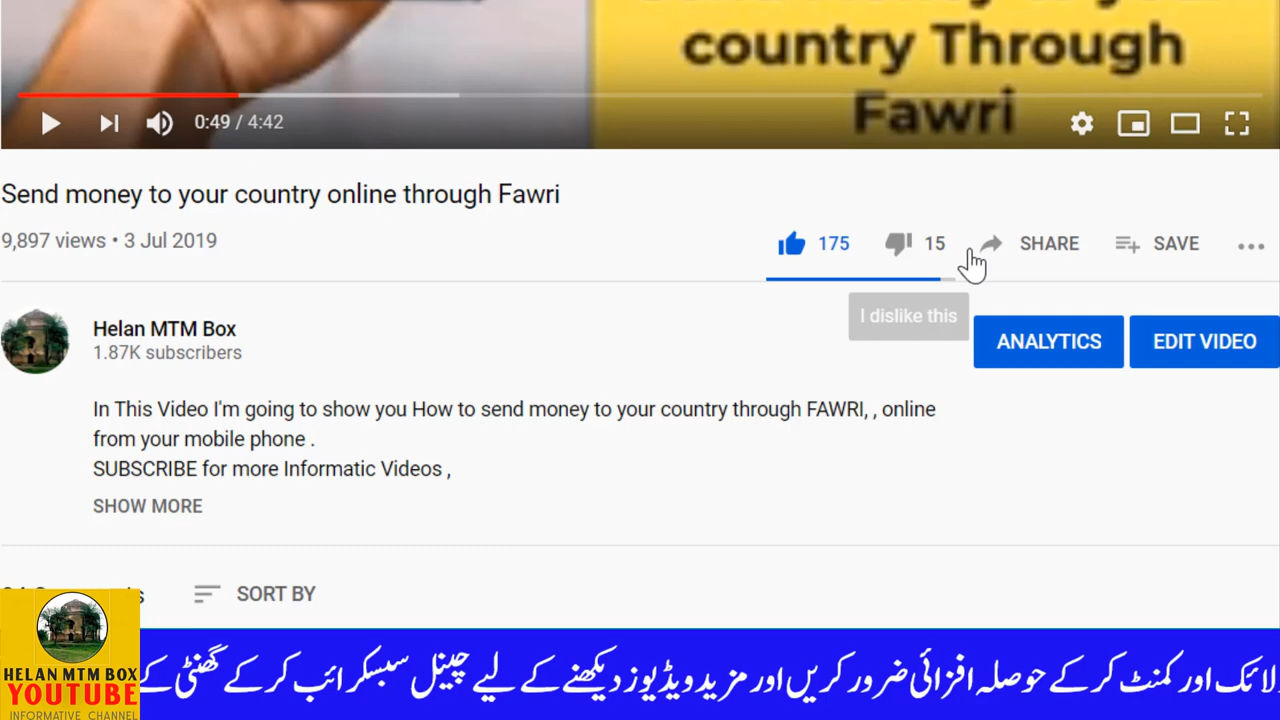 country Through
Fawri
0:49 / 4:42
Send money to your country online through Fawri
9,897 views • 3 Jul 2019
175
15
SHARE
SAVE
I dislike this
Helan MTM Box
1.87K subscribers
ANALYTICS
EDIT VIDEO
In This Video I'm going to show you How to send money to your country through FAWRI, , online
from your mobile phone .
SUBSCRIBE for more Informatic Videos ,
SHOW MORE
SORT BY
HELAN MTM BOX
YOUTUBE
INFORMATIVE CHANNEL
لائک اور کمنٹ کر کے حوصلہ افزائی ضرور کریں اور مزید ویڈیوز دیکھنے کے لیے چینل سبسکرائب کر کے گھنٹی کے